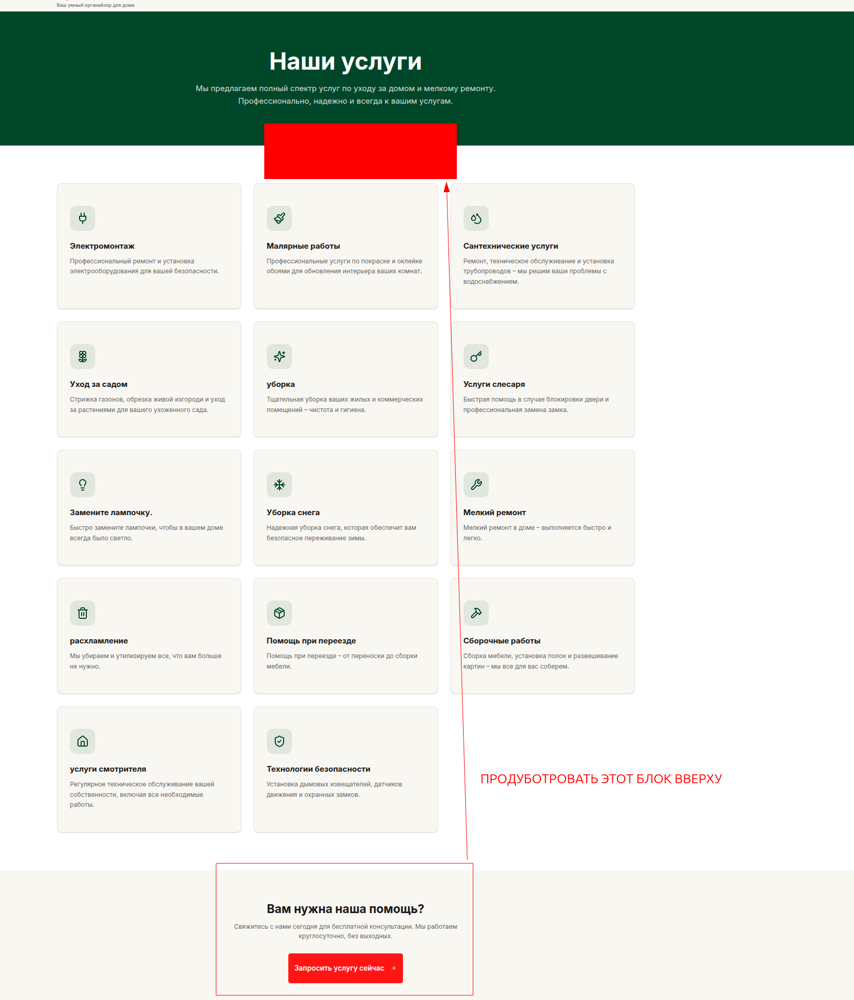 Ваш умный органайзер для дома
Наши услуги
Мы предлагаем полный спектр услуг по уходу за домом и мелкому ремонту.
Профессионально, надежно и всегда к вашим услугам.
Электромонтаж
Профессиональный ремонт и установка
электрооборудования для вашей безопасности.
Малярные работы
Профессиональные услуги по покраске и оклейке
обоями для обновления интерьера ваших комнат.
Сантехнические услуги
Ремонт, техническое обслуживание и установка
трубопроводов – мы решим ваши проблемы с
водоснабжением.
Уход за садом
Стрижка газонов, обрезка живой изгороди и уход
за растениями для вашего ухоженного сада.
уборка
Тщательная уборка ваших жилых и коммерческих
помещений – чистота и гигиена.
Услуги слесаря
Быстрая помощь в случае блокировки двери и
профессиональная замена замка.
Замените лампочку.
Быстро замените лампочки, чтобы в вашем доме
всегда было светло.
Уборка снега
Надежная уборка снега, которая обеспечит вам
безопасное переживание зимы.
Мелкий ремонт
Мелкий ремонт в доме – выполняется быстро и
легко.
расхламление
Мы убираем и утилизируем все, что вам больше
не нужно.
Помощь при переезде
Помощь при переезде – от переноски до сборки
мебели.
Сборочные работы
Сборка мебели, установка полок и развешивание
картин – мы все для вас соберем.
услуги смотрителя
Регулярное техническое обслуживание вашей
собственности, включая все необходимые
работы.
Технологии безопасности
Установка дымовых извещателей, датчиков
движения и охранных замков.
ПРОДУБОТРОВАТЬ ЭТОТ БЛОК ВВЕРХУ
Вам нужна наша помощь?
Свяжитесь с нами сегодня для бесплатной консультации. Мы работаем
круглосуточно, без выходных.
Запросить услугу сейчас →